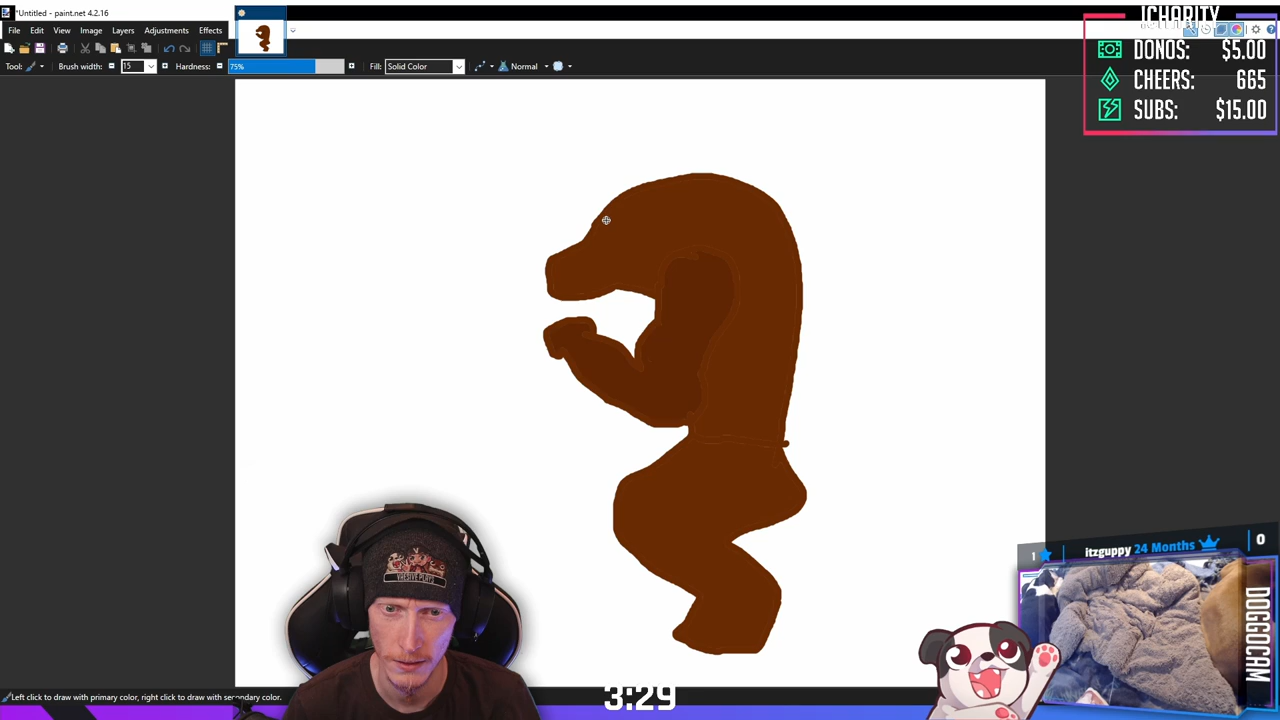 *Untitled - paint.net 4.2.16
File Edit View Image Layers Adjustments Effects
Tool: Brush width: 15 Hardness: 75% Fill: Solid Color Normal
!CHARITY
DONOS: $5.00
CHEERS: 665
SUBS: $15.00
VHESIVE PLAYS
1 itzguppy 24 Months 0
DOGGOCAM
Left click to draw with primary color, right click to draw with secondary color.
3:29